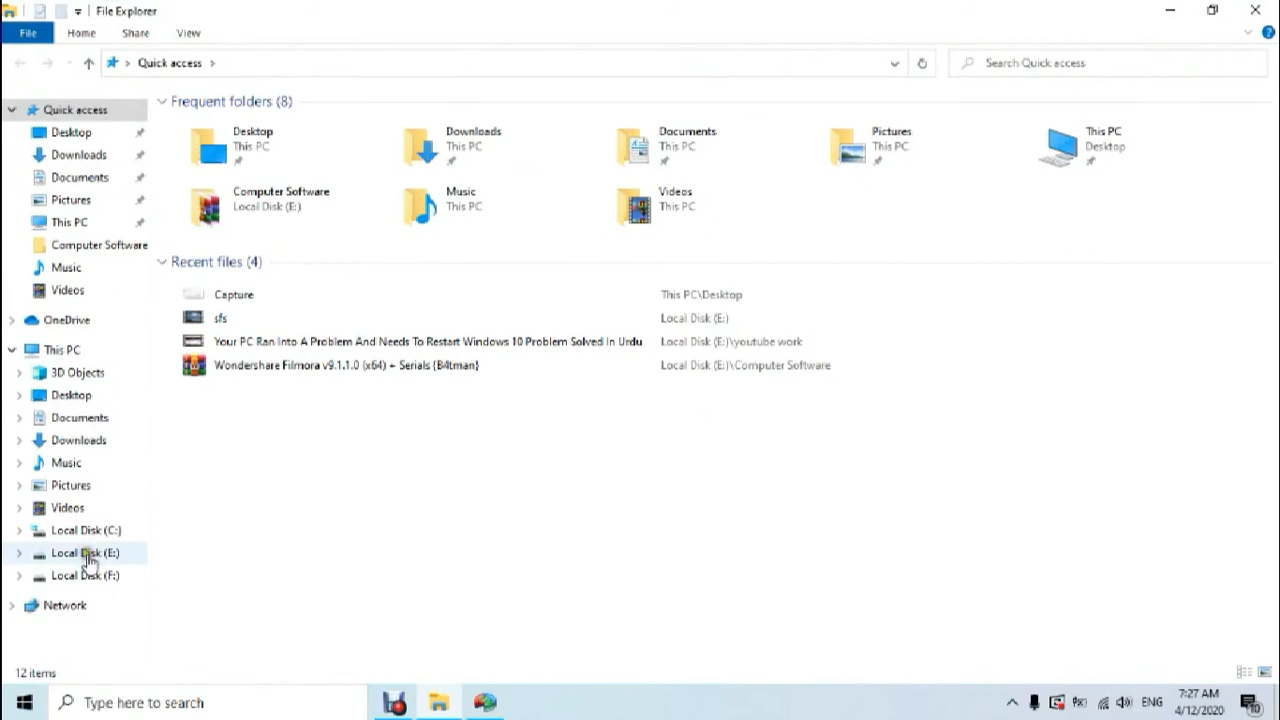 File Explorer
File Home Share View
Quick access
Search Quick access
Quick access
Desktop
Downloads
Documents
Pictures
This PC
Computer Software
Music
Videos
OneDrive
This PC
3D Objects
Desktop
Documents
Downloads
Music
Pictures
Videos
Local Disk (C:)
Local Disk (E:)
Local Disk (F:)
Network
Frequent folders (8)
Desktop
This PC
Downloads
This PC
Documents
This PC
Pictures
This PC
This PC
Desktop
Computer Software
Local Disk (E:)
Music
This PC
Videos
This PC
Recent files (4)
Capture This PC\Desktop
sfs Local Disk (E:)
Your PC Ran Into A Problem And Needs To Restart Windows 10 Problem Solved In Urdu Local Disk (E:)\youtube work
Wondershare Filmora v9.1.1.0 (x64) + Serials {B4tman} Local Disk (E:)\Computer Software
12 items
Type here to search
ENG
7:27 AM
4/12/2020
10